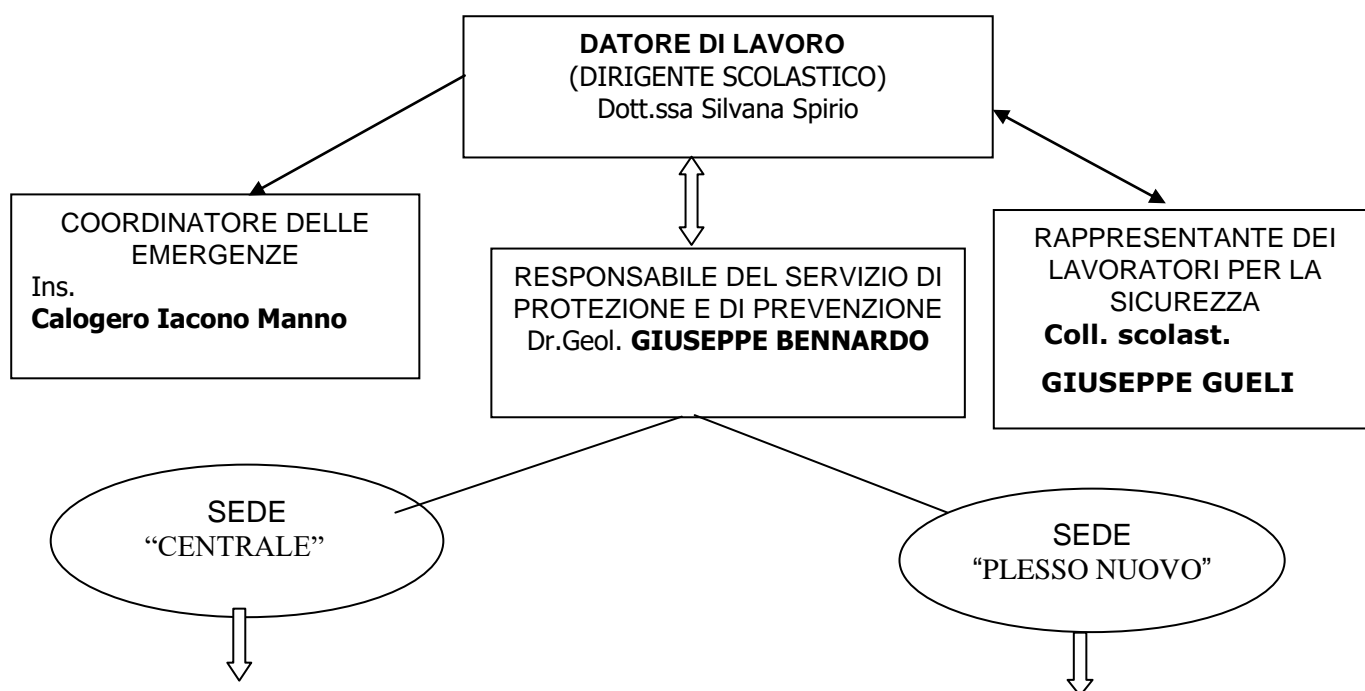 DATORE DI LAVORO
(DIRIGENTE SCOLASTICO)
Dott.ssa Silvana Spirio
COORDINATORE DELLE
EMERGENZE
Ins.
Calogero Iacono Manno
RESPONSABILE DEL SERVIZIO DI
PROTEZIONE E DI PREVENZIONE
Dr.Geol. GIUSEPPE BENNARDO
RAPPRESENTANTE DEI
LAVORATORI PER LA
SICUREZZA
Coll. scolast.
GIUSEPPE GUELI
SEDE
“CENTRALE”
SEDE
“PLESSO NUOVO”